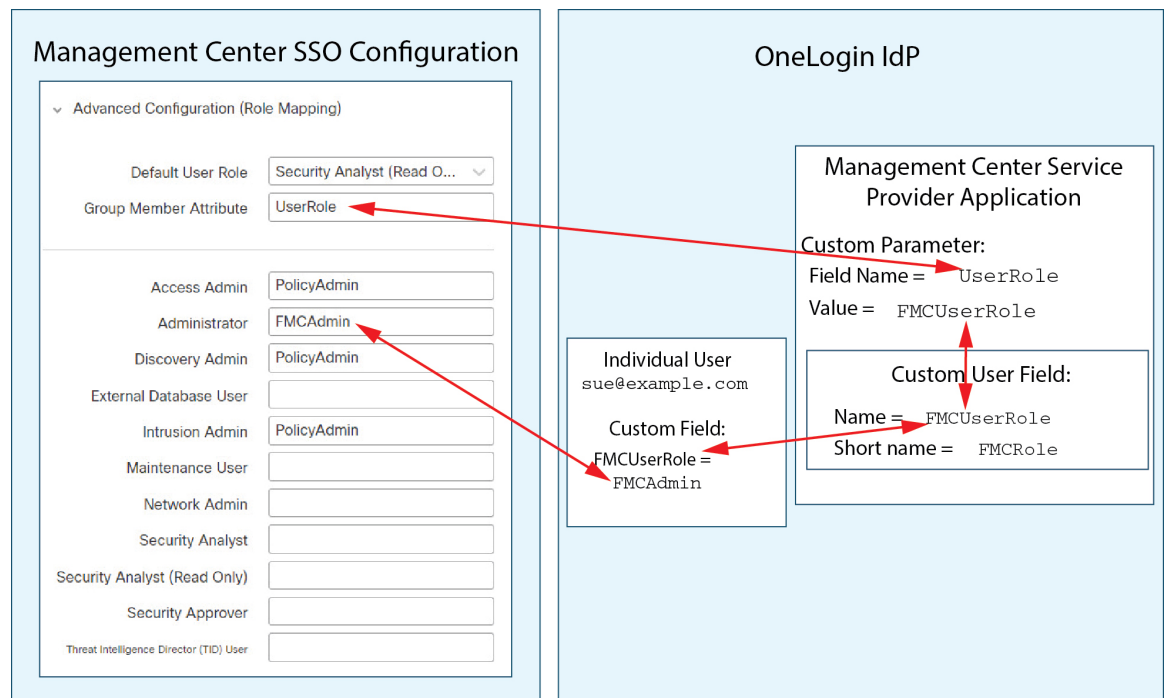 Management Center SSO Configuration
Advanced Configuration (Role Mapping)
Default User Role Security Analyst (Read O...
Group Member Attribute UserRole
Access Admin PolicyAdmin
Administrator FMCAdmin
Discovery Admin PolicyAdmin
External Database User
Intrusion Admin PolicyAdmin
Maintenance User
Network Admin
Security Analyst
Security Analyst (Read Only)
Security Approver
Threat Intelligence Director (TID) User
OneLogin IdP
Individual User
sue@example.com
Custom Field:
FMCUserRole =
FMCAdmin
Management Center Service
Provider Application
Custom Parameter:
Field Name = UserRole
Value = FMCUserRole
Custom User Field:
Name = FMCUserRole
Short name = FMCRole